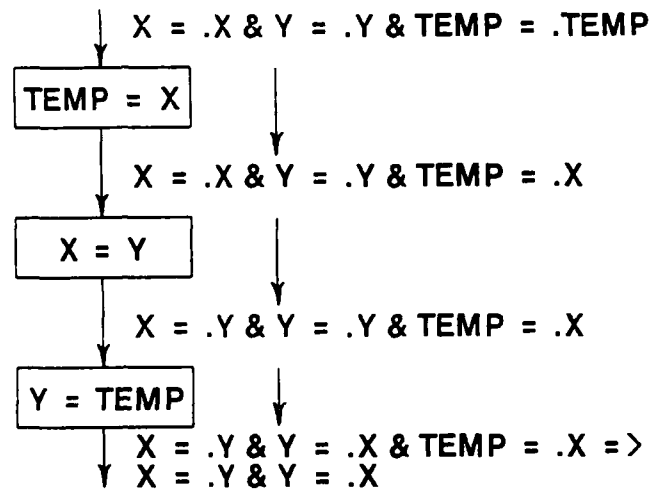 X = .X & Y = .Y & TEMP = .TEMP
TEMP = X
X = .X & Y = .Y & TEMP = .X
X = Y
X = .Y & Y = .Y & TEMP = .X
Y = TEMP
X = .Y & Y = .X & TEMP = .X =>
X = .Y & Y = .X